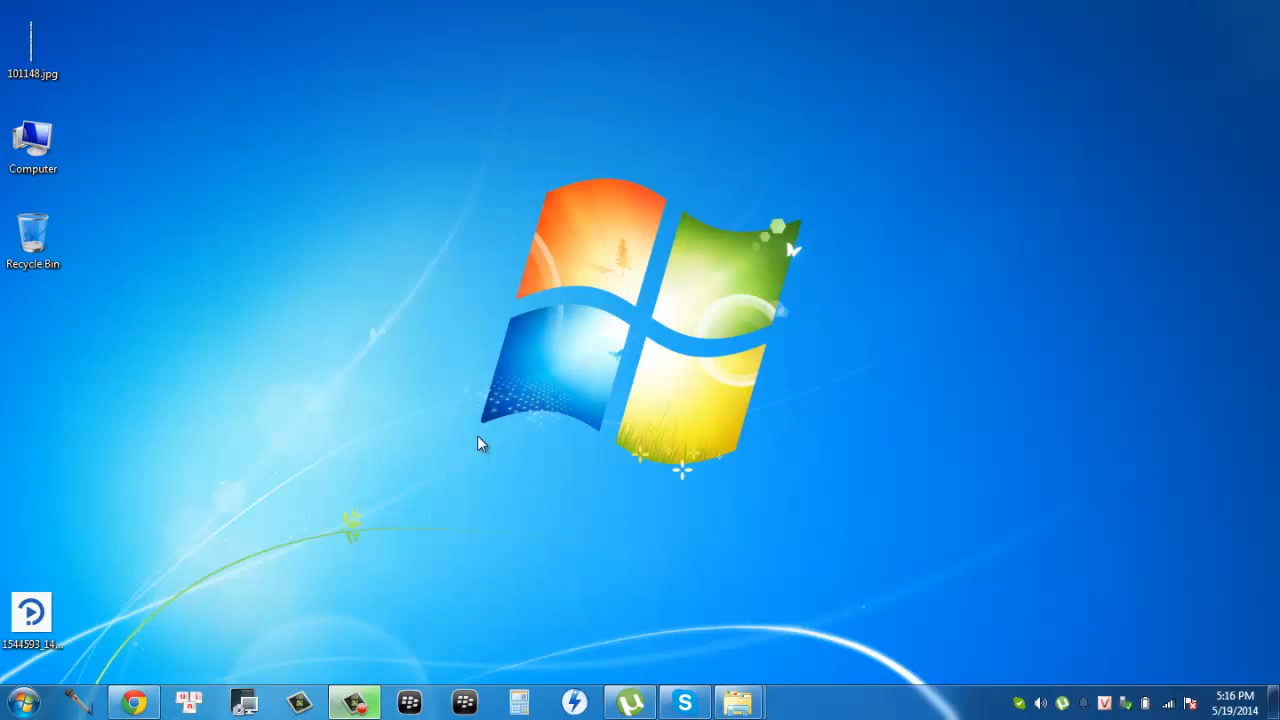 101148.jpg
Computer
Recycle Bin
1544593_14...
5:16 PM
5/19/2014